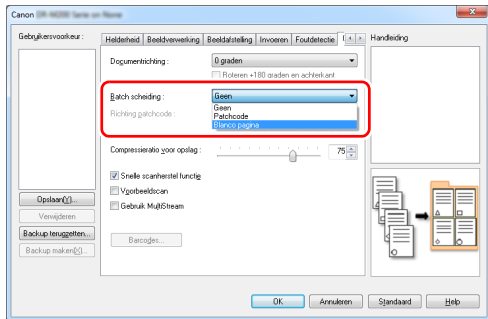 Canon
Gebruikersvoorkeur :
Helderheid Beeldverwerking Beeldafstelling Invoeren Foutdetectie
Handleiding
Documentrichting :
0 graden
Roteren +180 graden en achterkant
Batch scheiding :
Geen
Geen
Patchcode
Blanco pagina
Richting patchcode :
Compressieratio voor opslag :
75
Snelle scanherstel functie
Voorbeeldscan
Gebruik MultiStream
Opslaan(Y)...
Verwijderen
Backup terugzetten...
Backup maken(X)...
Barcodes...
OK
Annuleren
Standaard
Help